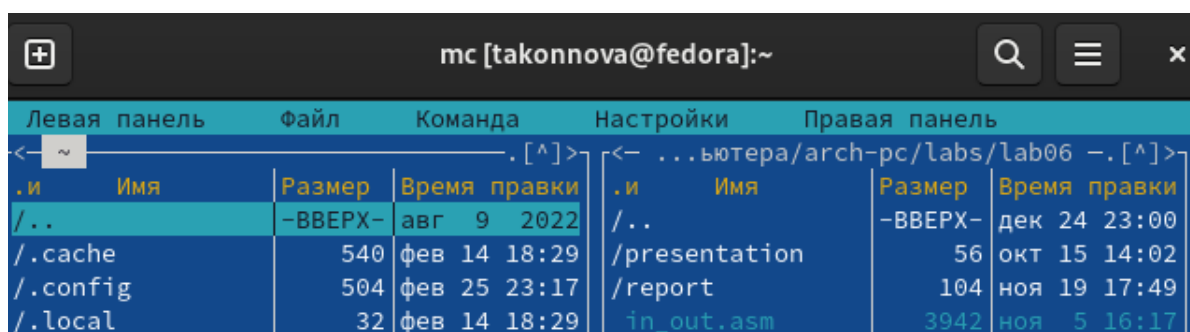 mc [takonnova@fedora]:~
Левая панель Файл Команда Настройки Правая панель
<— ~ .[^]> <— ...ьютера/arch-pc/labs/lab06 —.[^]>
.и Имя Размер Время правки .и Имя Размер Время правки
/.. -ВВЕРХ- авг 9 2022 /.. -ВВЕРХ- дек 24 23:00
/.cache 540 фев 14 18:29 /presentation 56 окт 15 14:02
/.config 504 фев 25 23:17 /report 104 ноя 19 17:49
/.local 32 фев 14 18:29 in_out.asm 3942 ноя 5 16:17